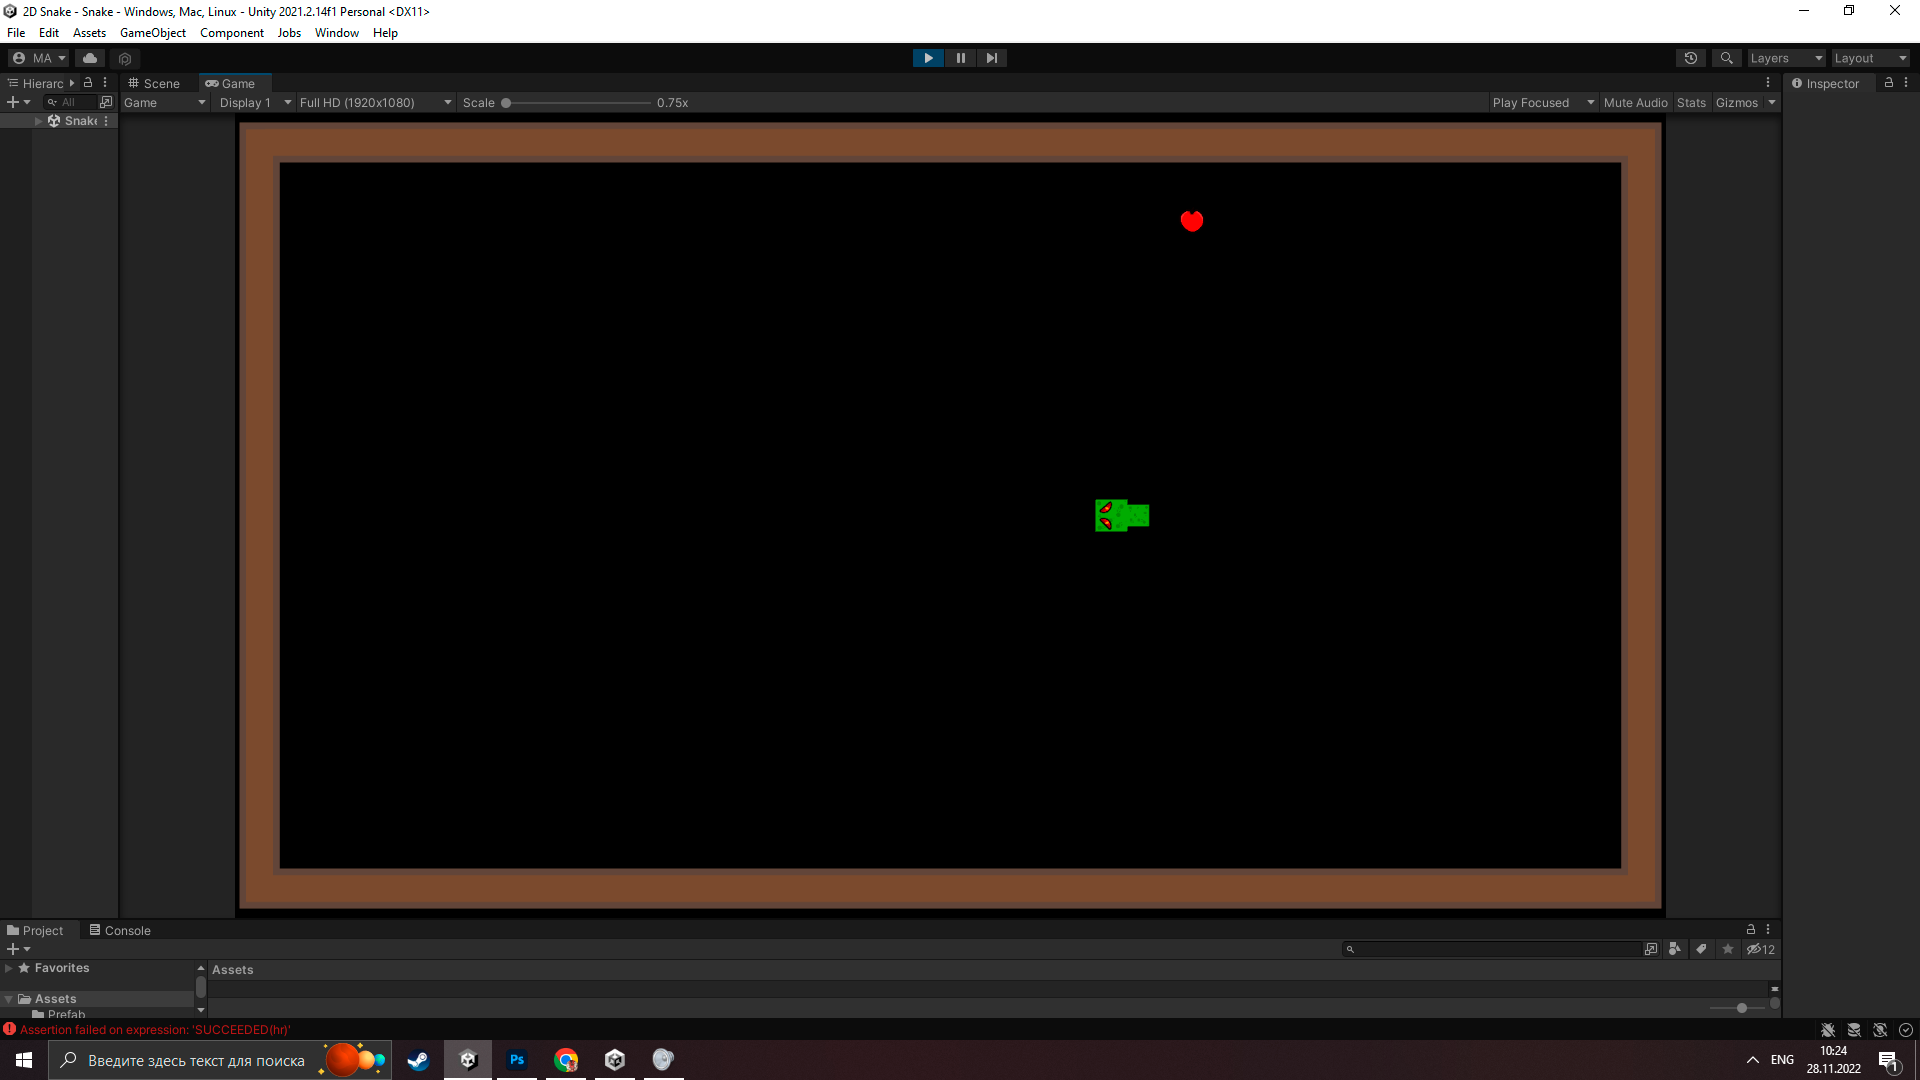 2D Snake - Snake - Windows, Mac, Linux - Unity 2021.2.14f1 Personal <DX11>
File Edit Assets GameObject Component Jobs Window Help
MA Layers Layout
Hierarc Scene Game Inspector
All Game Display 1 Full HD (1920x1080) Scale 0.75x Play Focused Mute Audio Stats Gizmos
Snake
Project Console
12
Favorites Assets
Assets
Prefab
Assertion failed on expression: 'SUCCEEDED(hr)'
Введите здесь текст для поиска Ps ENG 10:24
28.11.2022 1